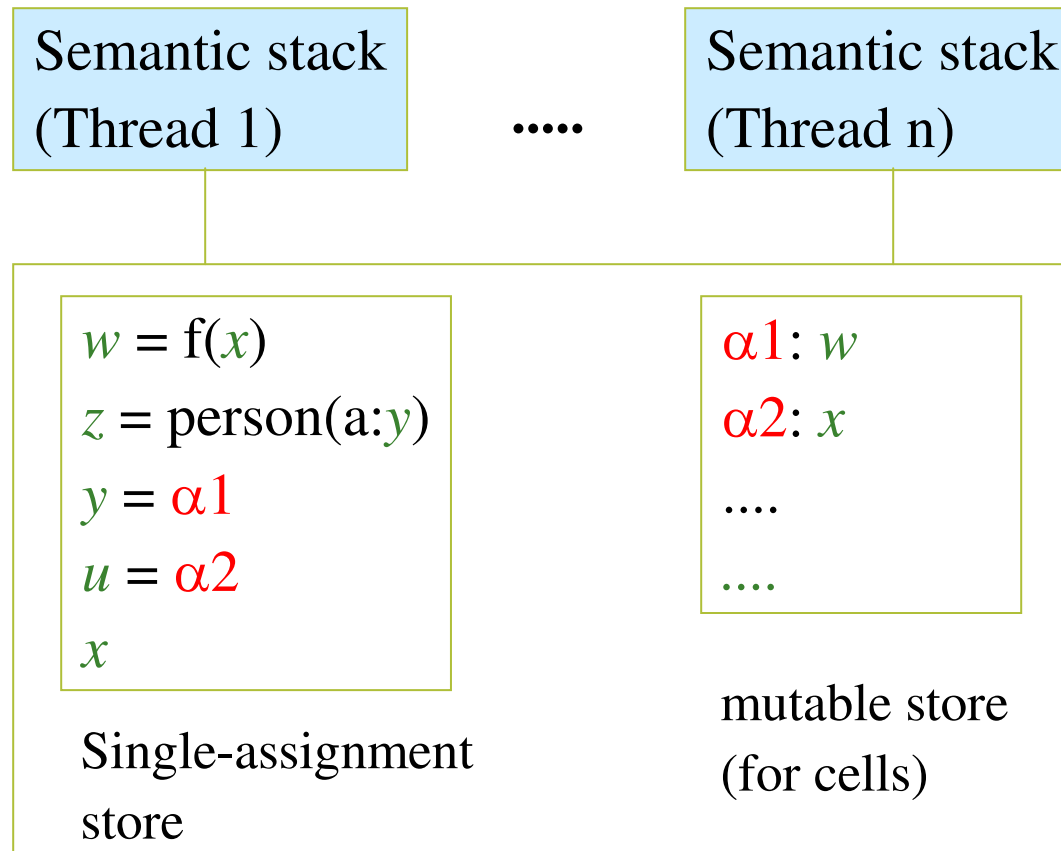 Semantic stack
(Thread 1)
.....
Semantic stack
(Thread n)
w = f(x)
z = person(a:y)
y = α1
u = α2
x
Single-assignment
store
α1: w
α2: x
....
....
mutable store
(for cells)